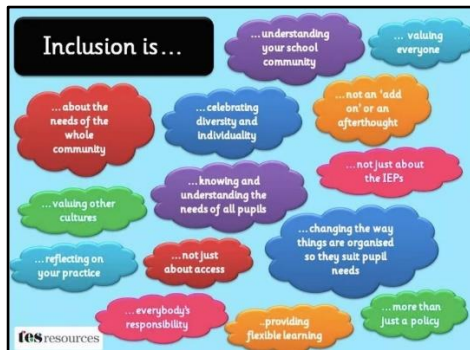 Inclusion is...
...understanding
your school
community
... valuing
everyone
...about the
needs of the
whole
community
...celebrating
diversity and
individuality
...not an 'add
on' or an
afterthought
...not just about
the IEPs
...knowing and
understanding the
needs of all pupils
...valuing other
cultures
...changing the way
things are organised
so they suit pupil
needs
...reflecting on
your practice
...not just
about access
...everybody's
responsibility
..providing
flexible learning
...more than
just a policy
fes resources